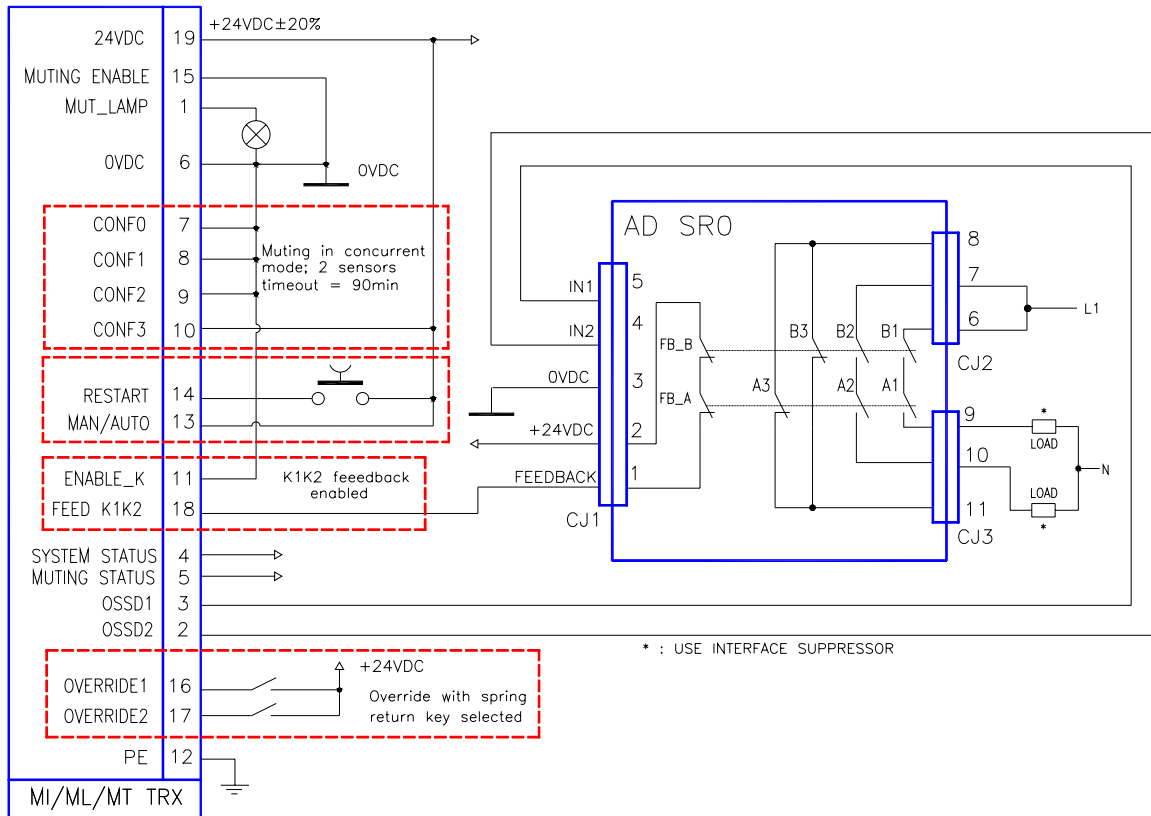 24VDC 19 +24VDC±20%
MUTING ENABLE 15
MUT_LAMP 1
0VDC 6 0VDC
CONF0 7
CONF1 8
CONF2 9
CONF3 10
Muting in concurrent
mode; 2 sensors
timeout = 90min
RESTART 14
MAN/AUTO 13
ENABLE_K 11
FEED K1K2 18
K1K2 feeedback
enabled
SYSTEM STATUS 4
MUTING STATUS 5
OSSD1 3
OSSD2 2
OVERRIDE1 16
OVERRIDE2 17
+24VDC
Override with spring
return key selected
PE 12
MI/ML/MT TRX
AD SR0
IN1 5
IN2 4
0VDC 3
+24VDC 2
FEEDBACK 1
CJ1
FB_B
FB_A
B3 B2 B1
A3 A2 A1
8
7
6
CJ2
L1
9
10
11
CJ3
*
LOAD
N
LOAD
*
* : USE INTERFACE SUPPRESSOR